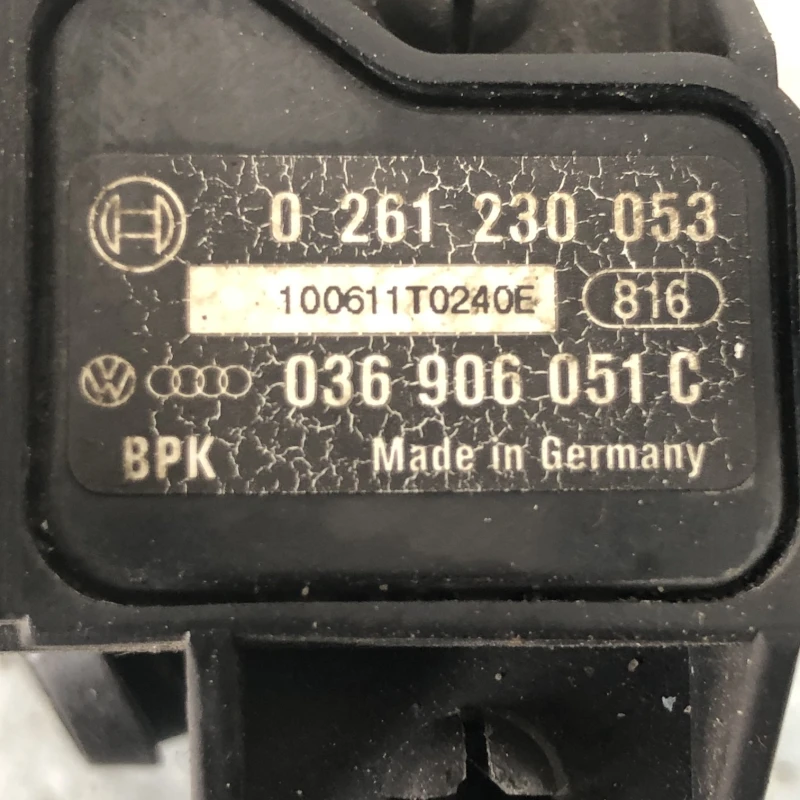 0 261 230 053
100611T0240E 816
036 906 051 C
BPK Made in Germany